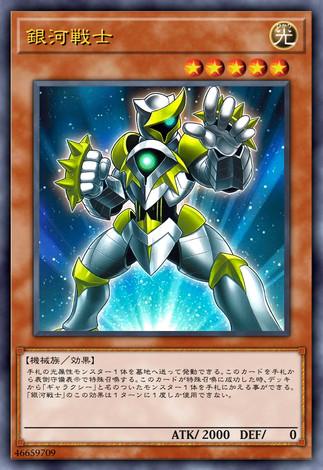 銀河戦士
光
【機械族／効果】
手札の光属性モンスター１体を墓地へ送って発動できる。このカードを手札か
ら表側守備表示で特殊召喚する。このカードが特殊召喚に成功した時、デッキ
から「ギャラクシー」と名のついたモンスター１体を手札に加える事ができる。
「銀河戦士」のこの効果は１ターンに１度しか使用できない。
ATK/ 2000 DEF/ 0
46659709